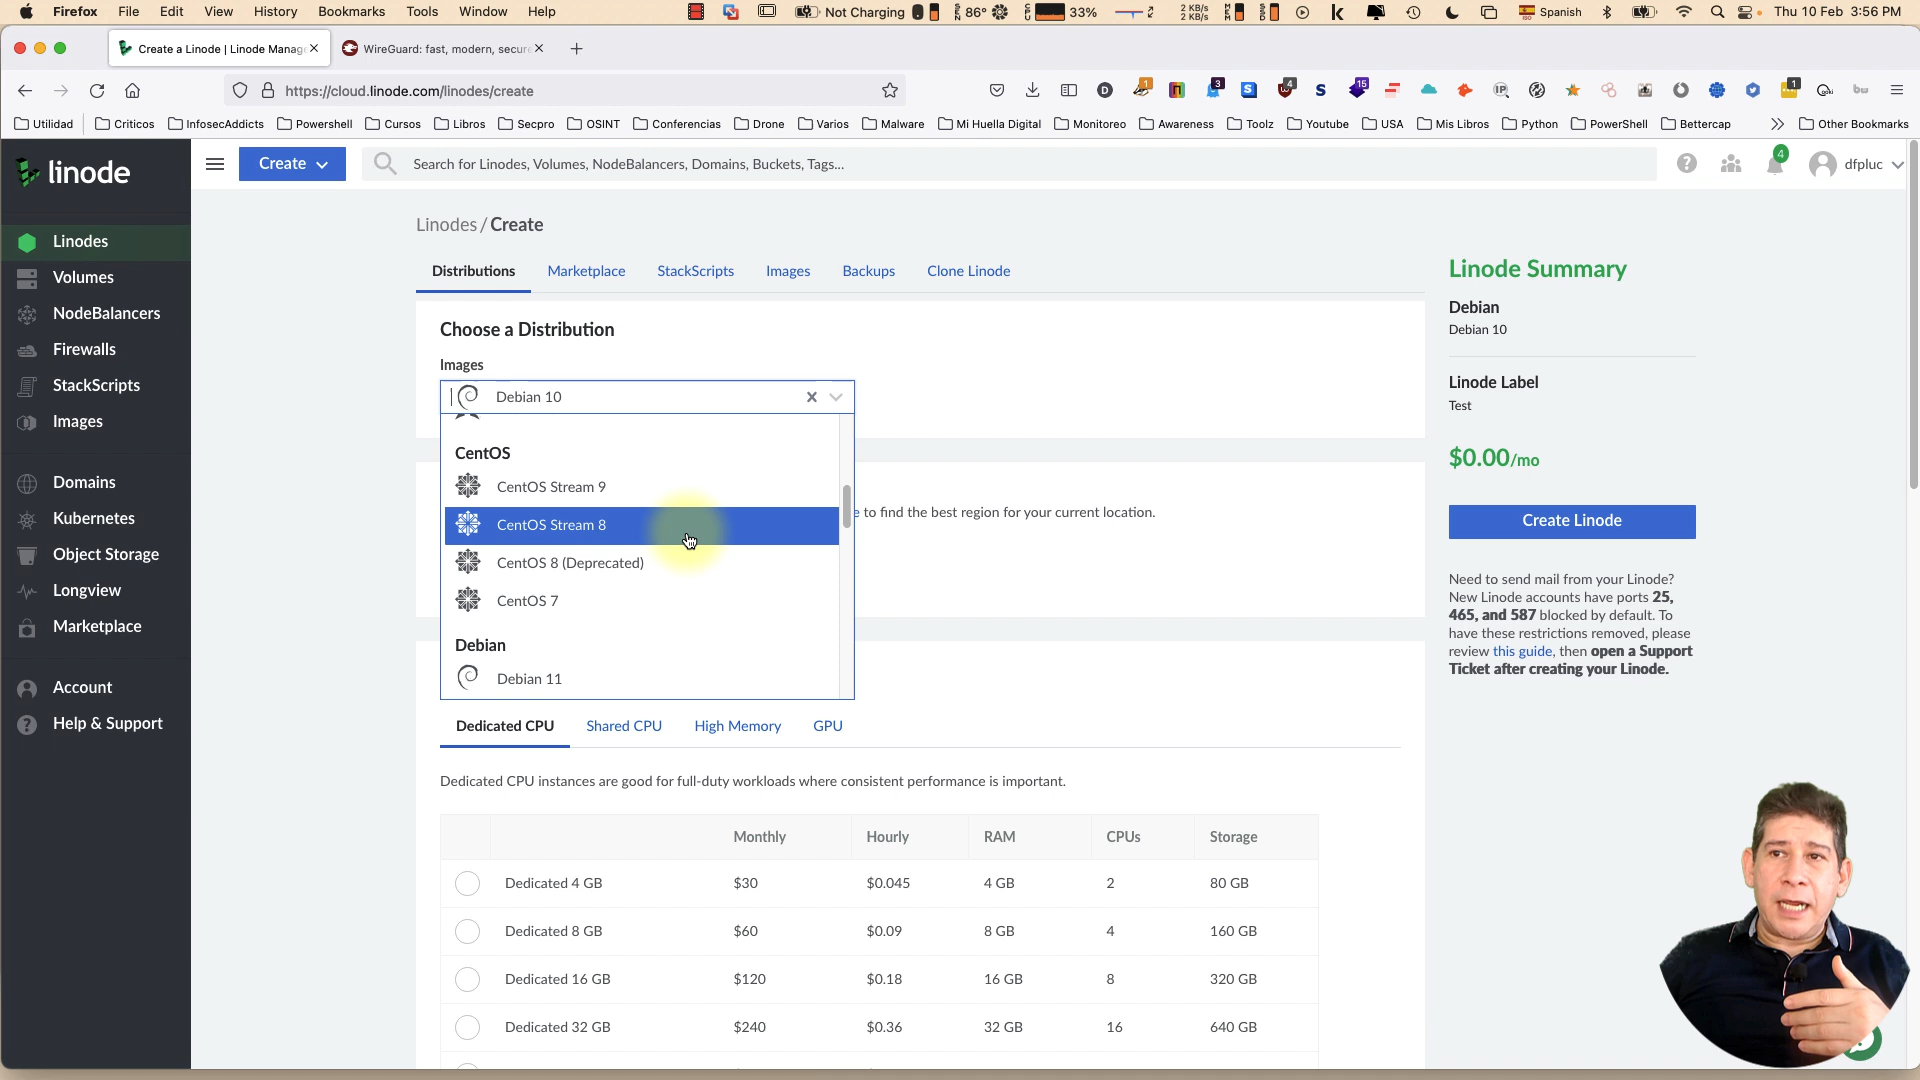 Firefox File Edit View History Bookmarks Tools Window Help Not Charging 86° 33% 2 KB/s 2 KB/s Spanish Thu 10 Feb 3:56 PM
Create a Linode | Linode Manag
WireGuard: fast, modern, secure
https://cloud.linode.com/linodes/create
Utilidad Criticos InfosecAddicts Powershell Cursos Libros Secpro OSINT Conferencias Drone Varios Malware Mi Huella Digital Monitoreo Awareness Toolz Youtube USA Mis Libros Python PowerShell Bettercap Other Bookmarks
linode
Create
Search for Linodes, Volumes, NodeBalancers, Domains, Buckets, Tags...
4
dfpluc
Linodes
Volumes
NodeBalancers
Firewalls
StackScripts
Images
Domains
Kubernetes
Object Storage
Longview
Marketplace
Account
Help & Support
Linodes / Create
Distributions Marketplace StackScripts Images Backups Clone Linode
Choose a Distribution
Images
Debian 10
CentOS
CentOS Stream 9
CentOS Stream 8
CentOS 8 (Deprecated)
CentOS 7
Debian
Debian 11
e to find the best region for your current location.
Dedicated CPU Shared CPU High Memory GPU
Dedicated CPU instances are good for full-duty workloads where consistent performance is important.
Monthly Hourly RAM CPUs Storage
Dedicated 4 GB $30 $0.045 4 GB 2 80 GB
Dedicated 8 GB $60 $0.09 8 GB 4 160 GB
Dedicated 16 GB $120 $0.18 16 GB 8 320 GB
Dedicated 32 GB $240 $0.36 32 GB 16 640 GB
Linode Summary
Debian
Debian 10
Linode Label
Test
$0.00/mo
Create Linode
Need to send mail from your Linode?
New Linode accounts have ports 25,
465, and 587 blocked by default. To
have these restrictions removed, please
review this guide, then open a Support
Ticket after creating your Linode.